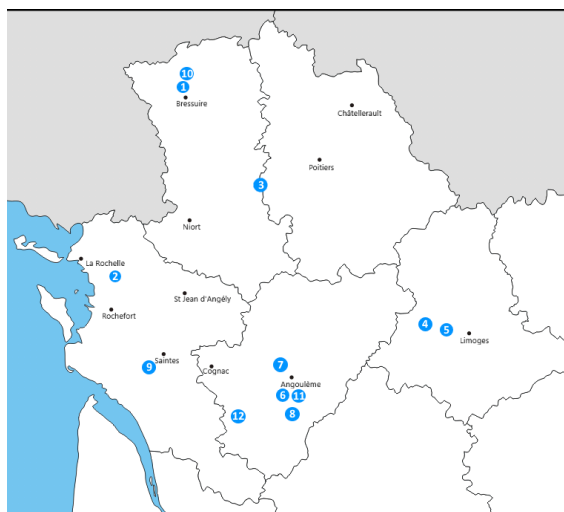 10
1
Bressuire
Châtellerault
Poitiers
3
Niort
La Rochelle
2
St Jean d'Angély
Rochefort
4
5
Limoges
Saintes
9
Cognac
7
Angoulême
6
11
12
8